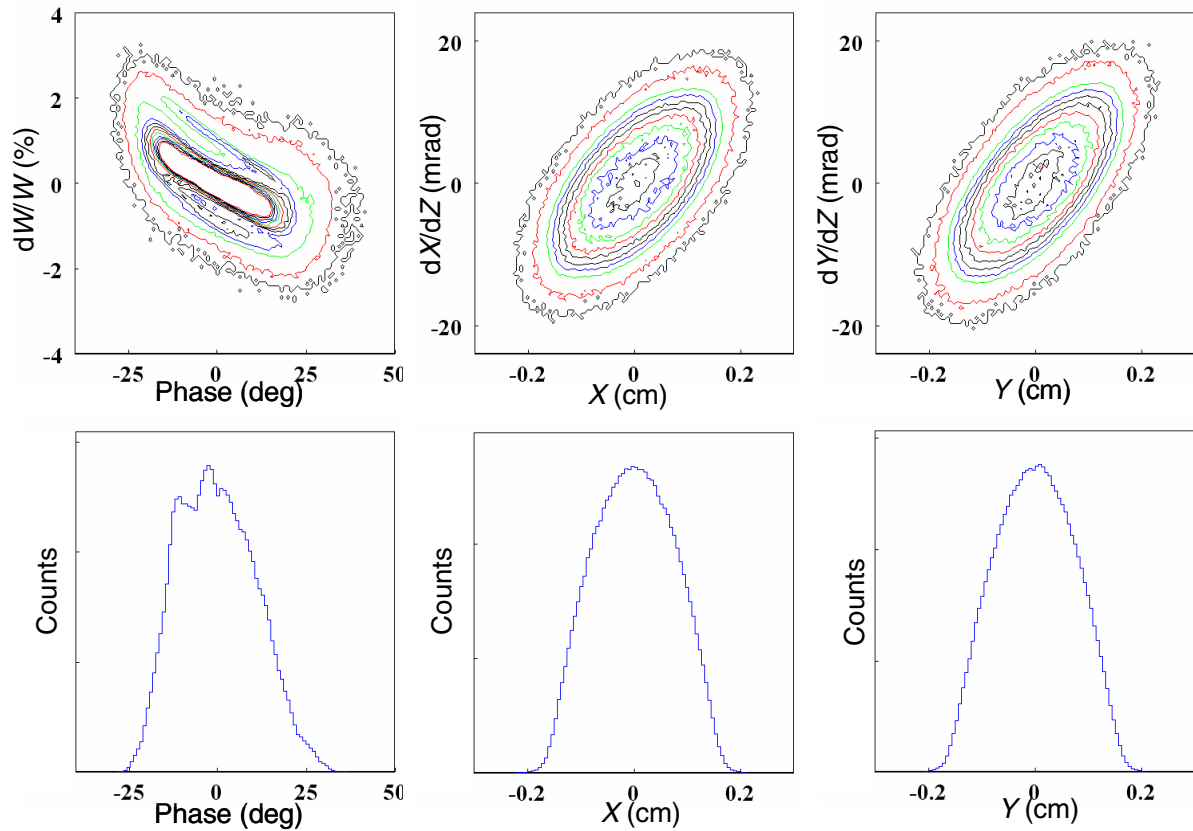 4
2
0
-2
-4
dW/W (%)
-25
0
25
50
Phase (deg)
20
0
-20
dX/dZ (mrad)
-0.2
0
0.2
X (cm)
20
0
-20
dY/dZ (mrad)
-0.2
0
0.2
Y (cm)
Counts
-25
0
25
50
Phase (deg)
Counts
-0.2
0
0.2
X (cm)
Counts
-0.2
0
0.2
Y (cm)